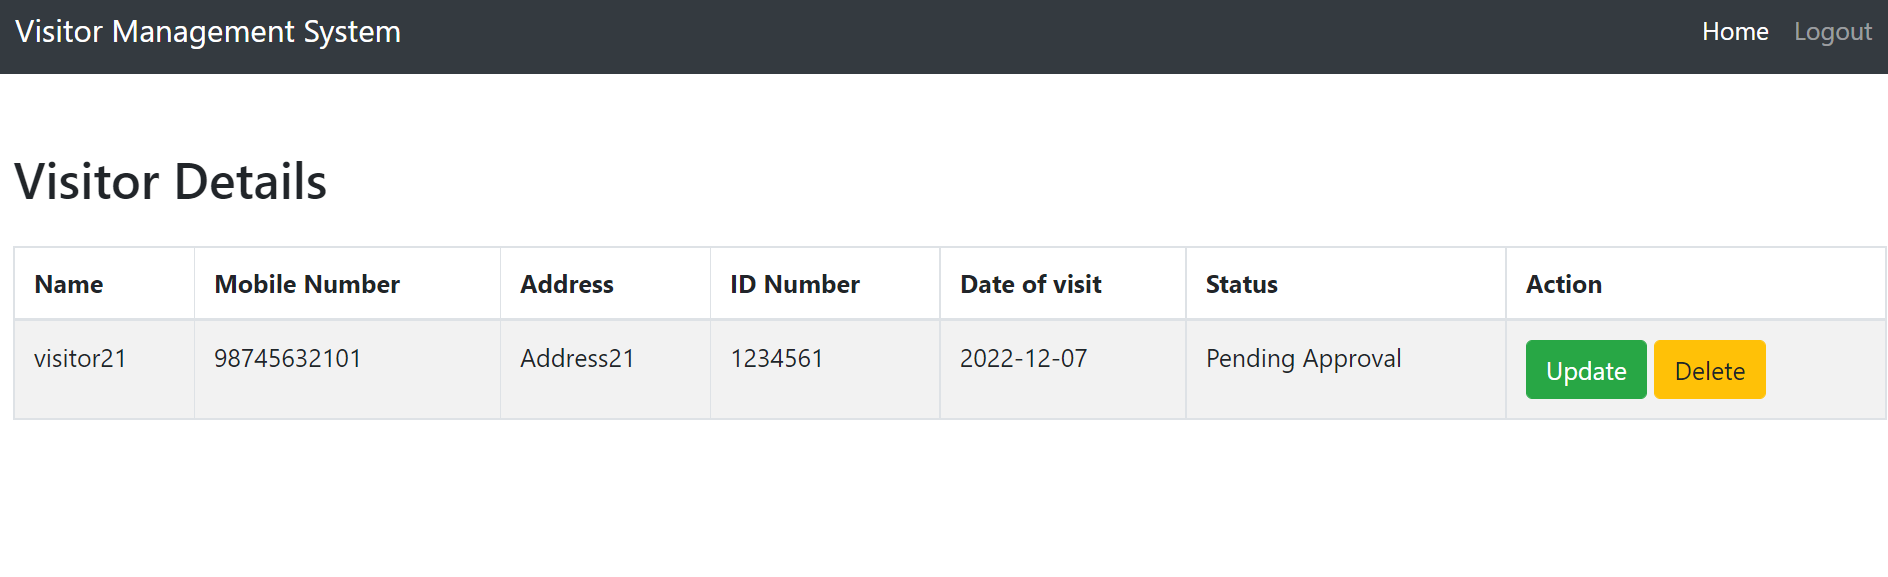 Visitor Management System Home Logout
Visitor Details
Name Mobile Number Address ID Number Date of visit Status Action
visitor21 98745632101 Address21 1234561 2022-12-07 Pending Approval Update Delete